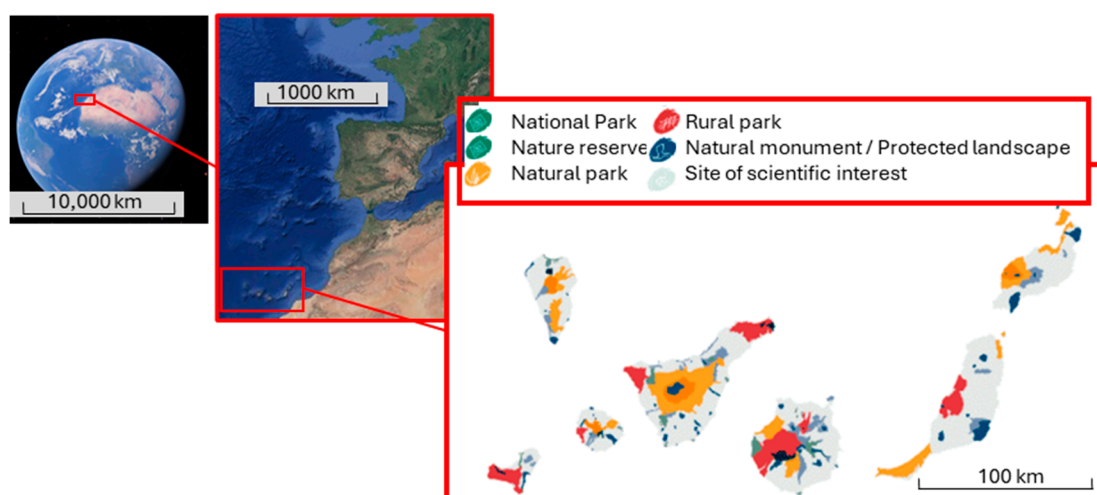 10,000 km
1000 km
National Park
Nature reserve
Natural park
Rural park
Natural monument / Protected landscape
Site of scientific interest
100 km